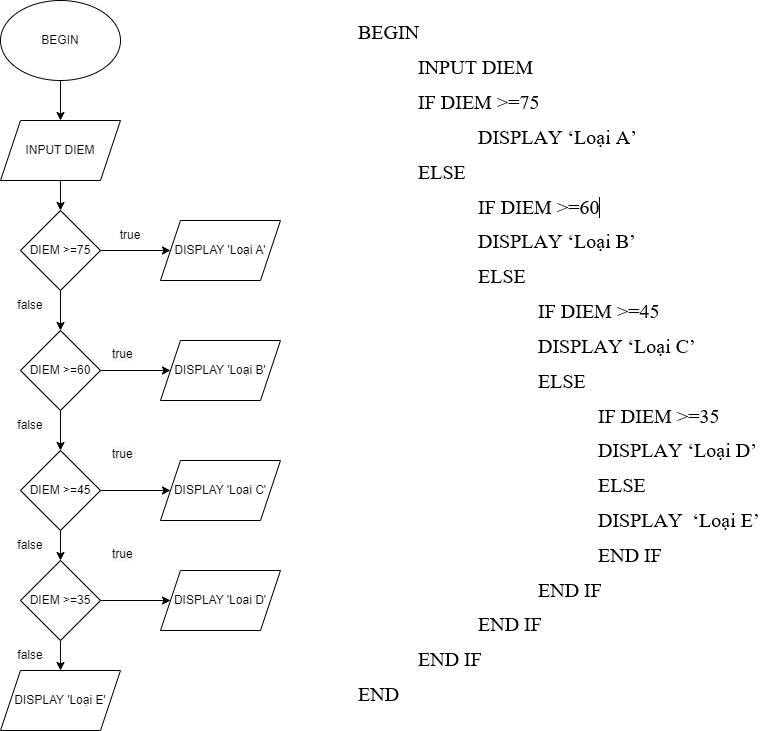 BEGIN
INPUT DIEM
DIEM >=75
true
DISPLAY 'Loại A'
false
DIEM >=60
true
DISPLAY 'Loại B'
false
DIEM >=45
true
DISPLAY 'Loại C'
false
DIEM >=35
true
DISPLAY 'Loại D'
false
DISPLAY 'Loại E'
BEGIN
INPUT DIEM
IF DIEM >=75
DISPLAY ‘Loại A’
ELSE
IF DIEM >=60
DISPLAY ‘Loại B’
ELSE
IF DIEM >=45
DISPLAY ‘Loại C’
ELSE
IF DIEM >=35
DISPLAY ‘Loại D’
ELSE
DISPLAY ‘Loại E’
END IF
END IF
END IF
END IF
END